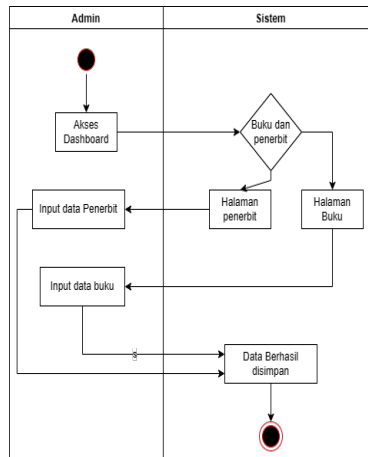 Admin
Sistem
Akses
Dashboard
Buku dan
penerbit
Input data Penerbit
Halaman
penerbit
Halaman
Buku
Input data buku
Data Berhasil
disimpan